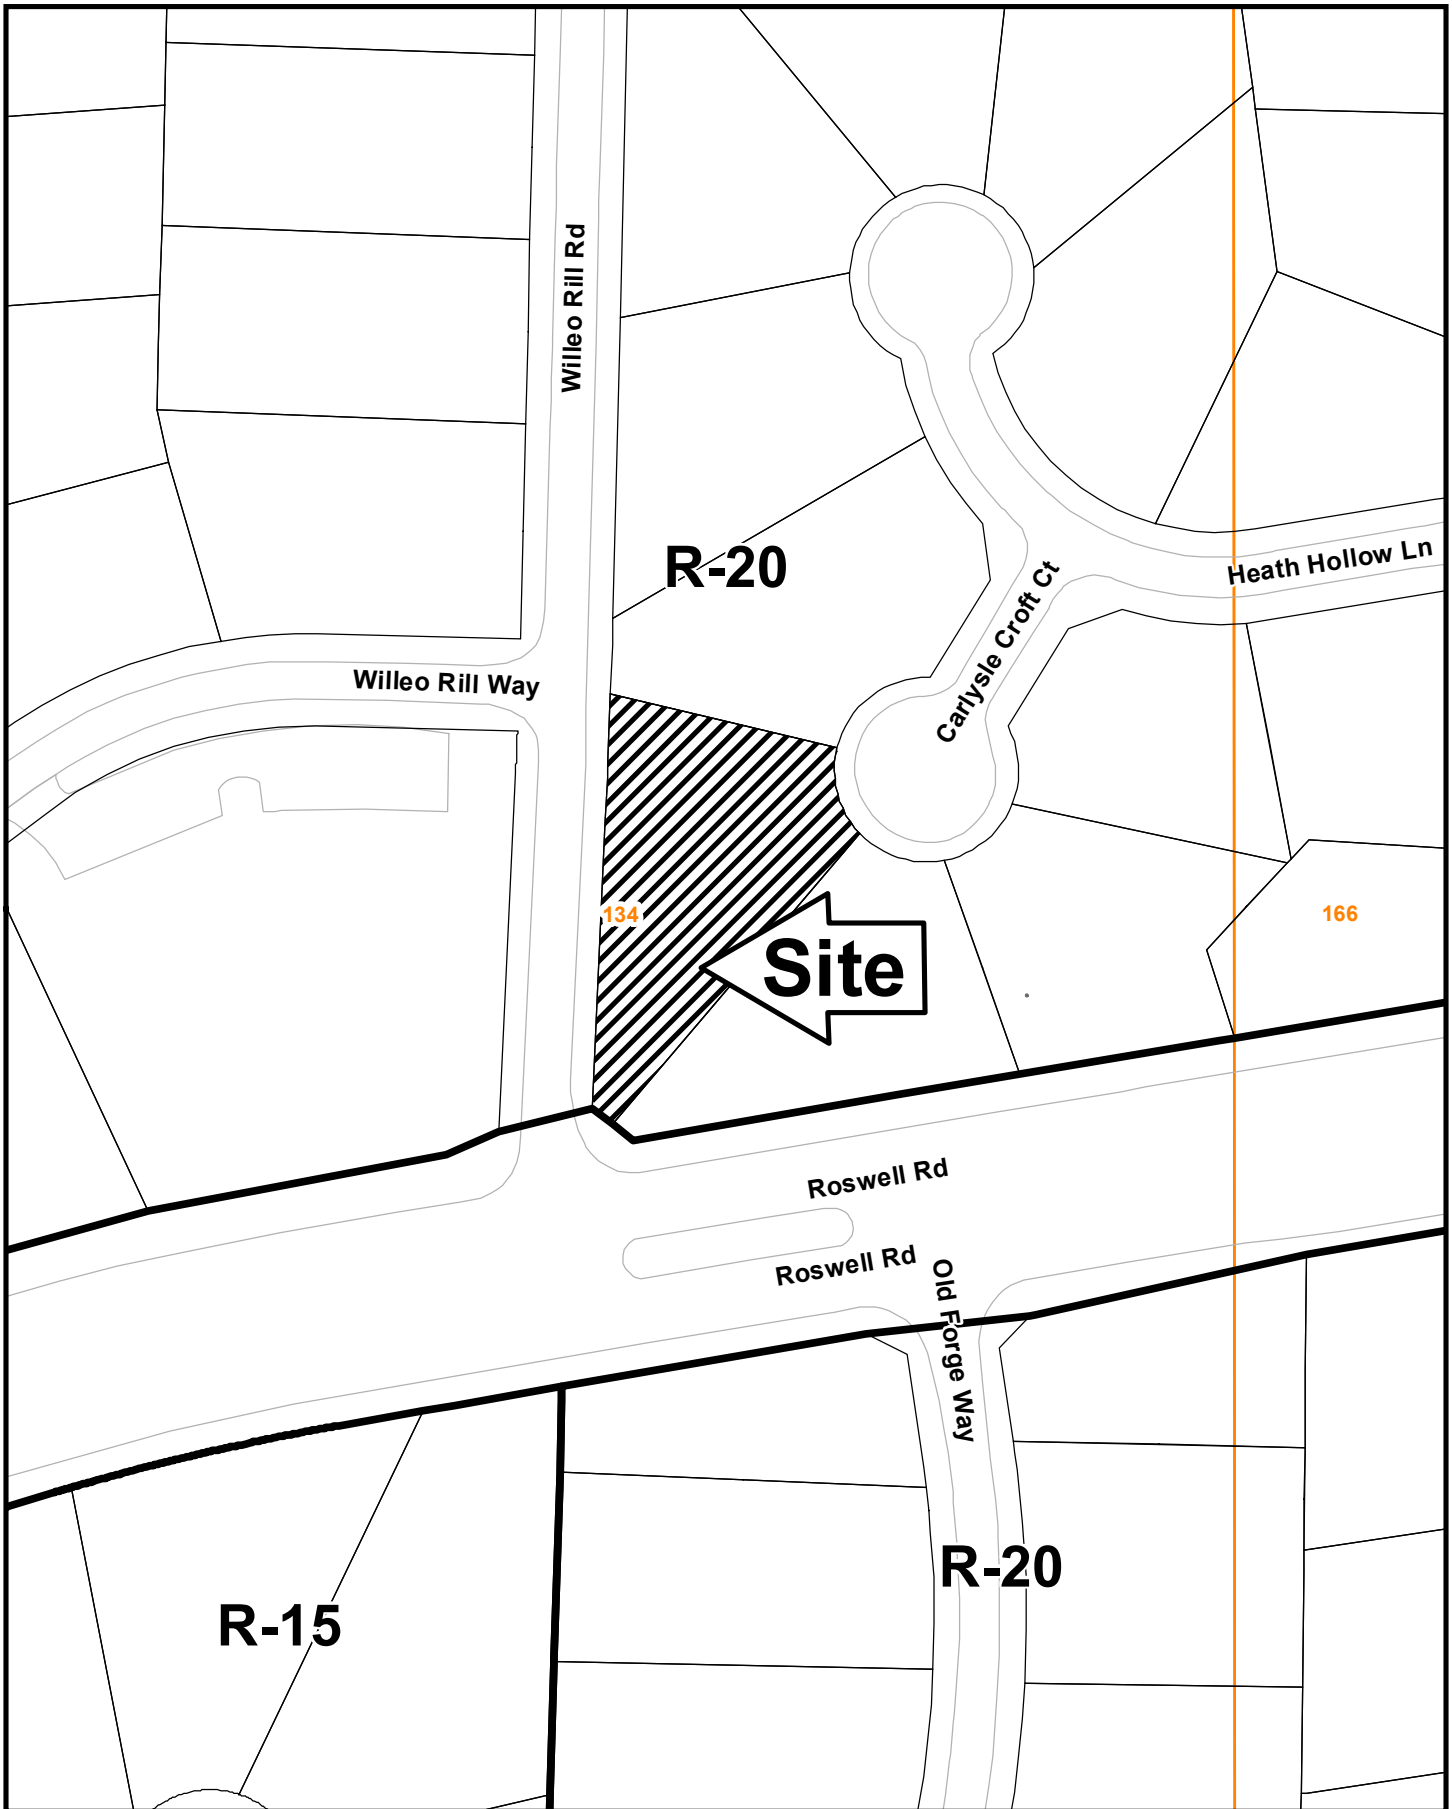 Willeo Rill Rd
R-20
Heath Hollow Ln
Carlysle Croft Ct
Willeo Rill Way
134
166
Site
Roswell Rd
Roswell Rd
Old Forge Way
R-20
R-15